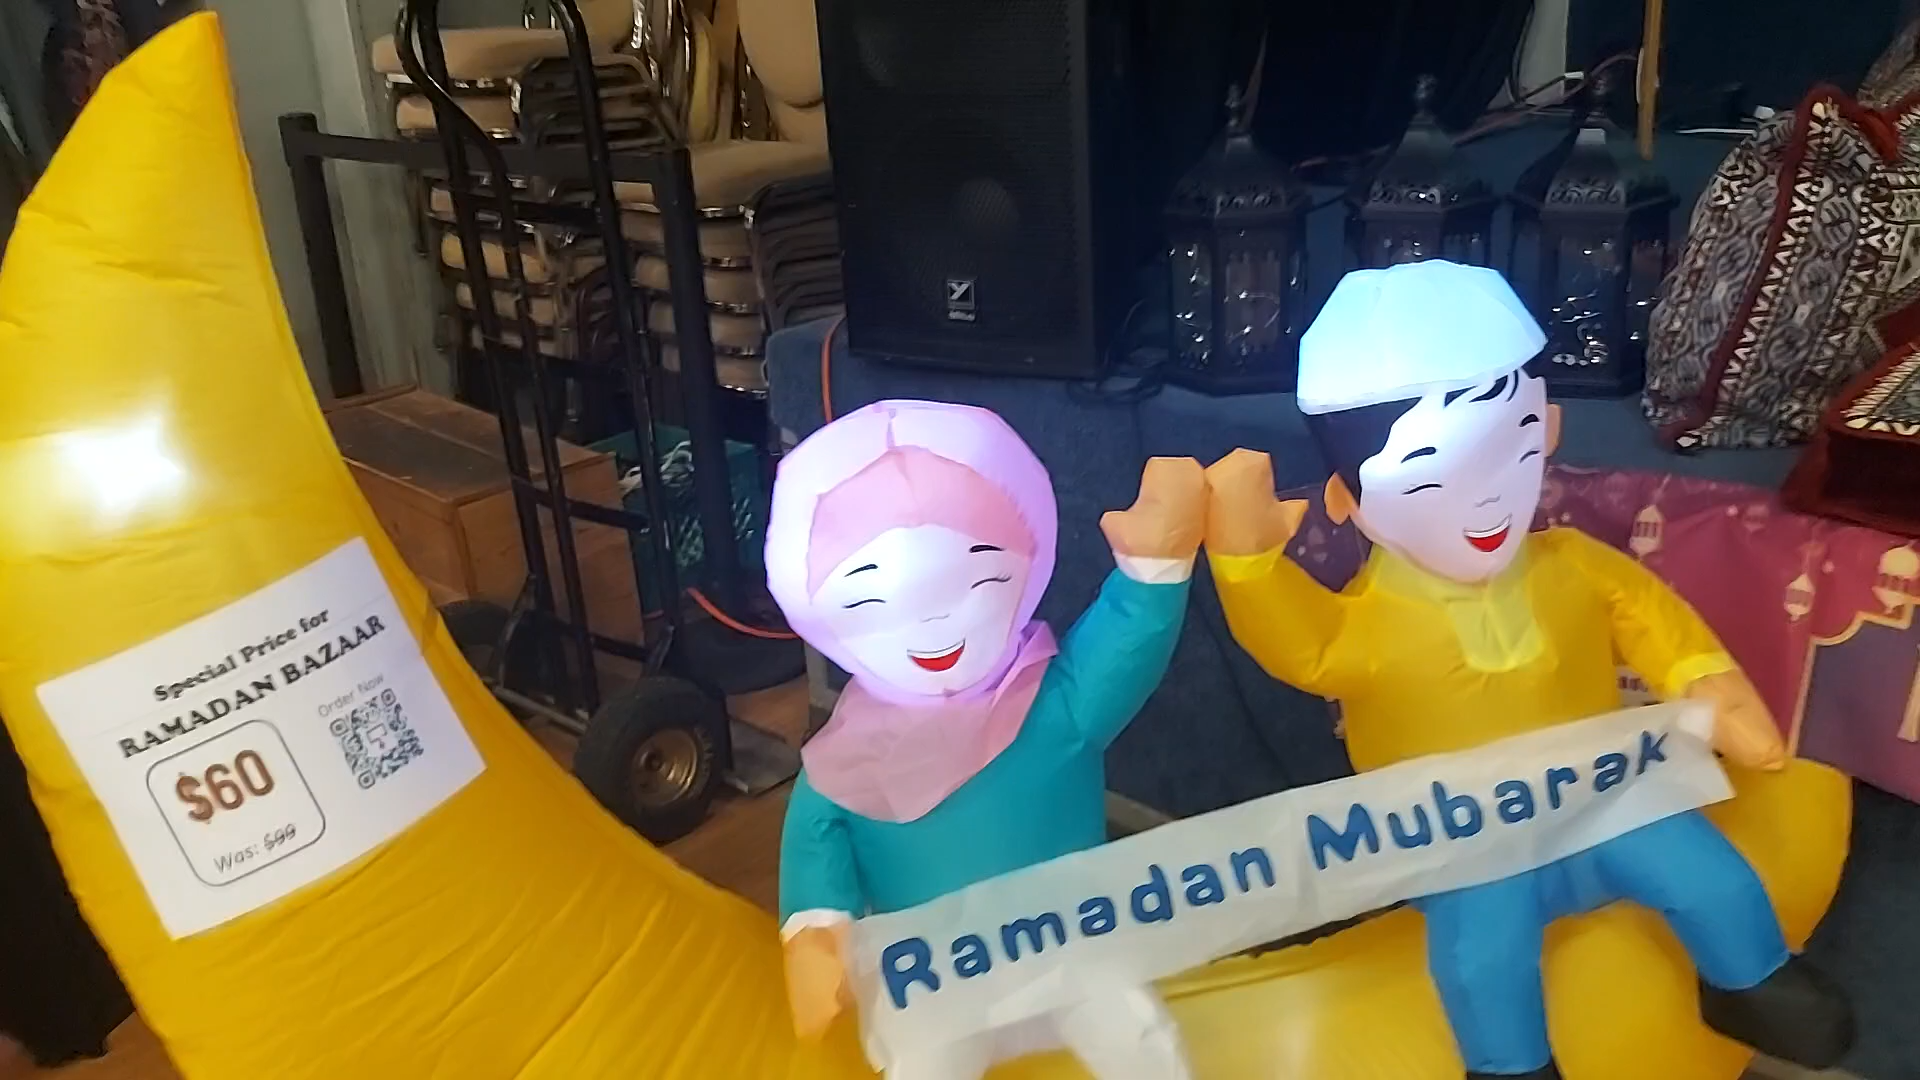 Special Price for
RAMADAN BAZAAR
Order Now
$60
Was: $99
Ramadan Mubarak